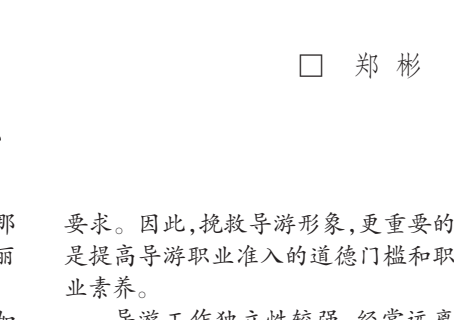 □ 郑 彬
那
丽
要求。因此,挽救导游形象,更重要的
是提高导游职业准入的道德门槛和职
业素养。
导游工作独立性较强,经常远离